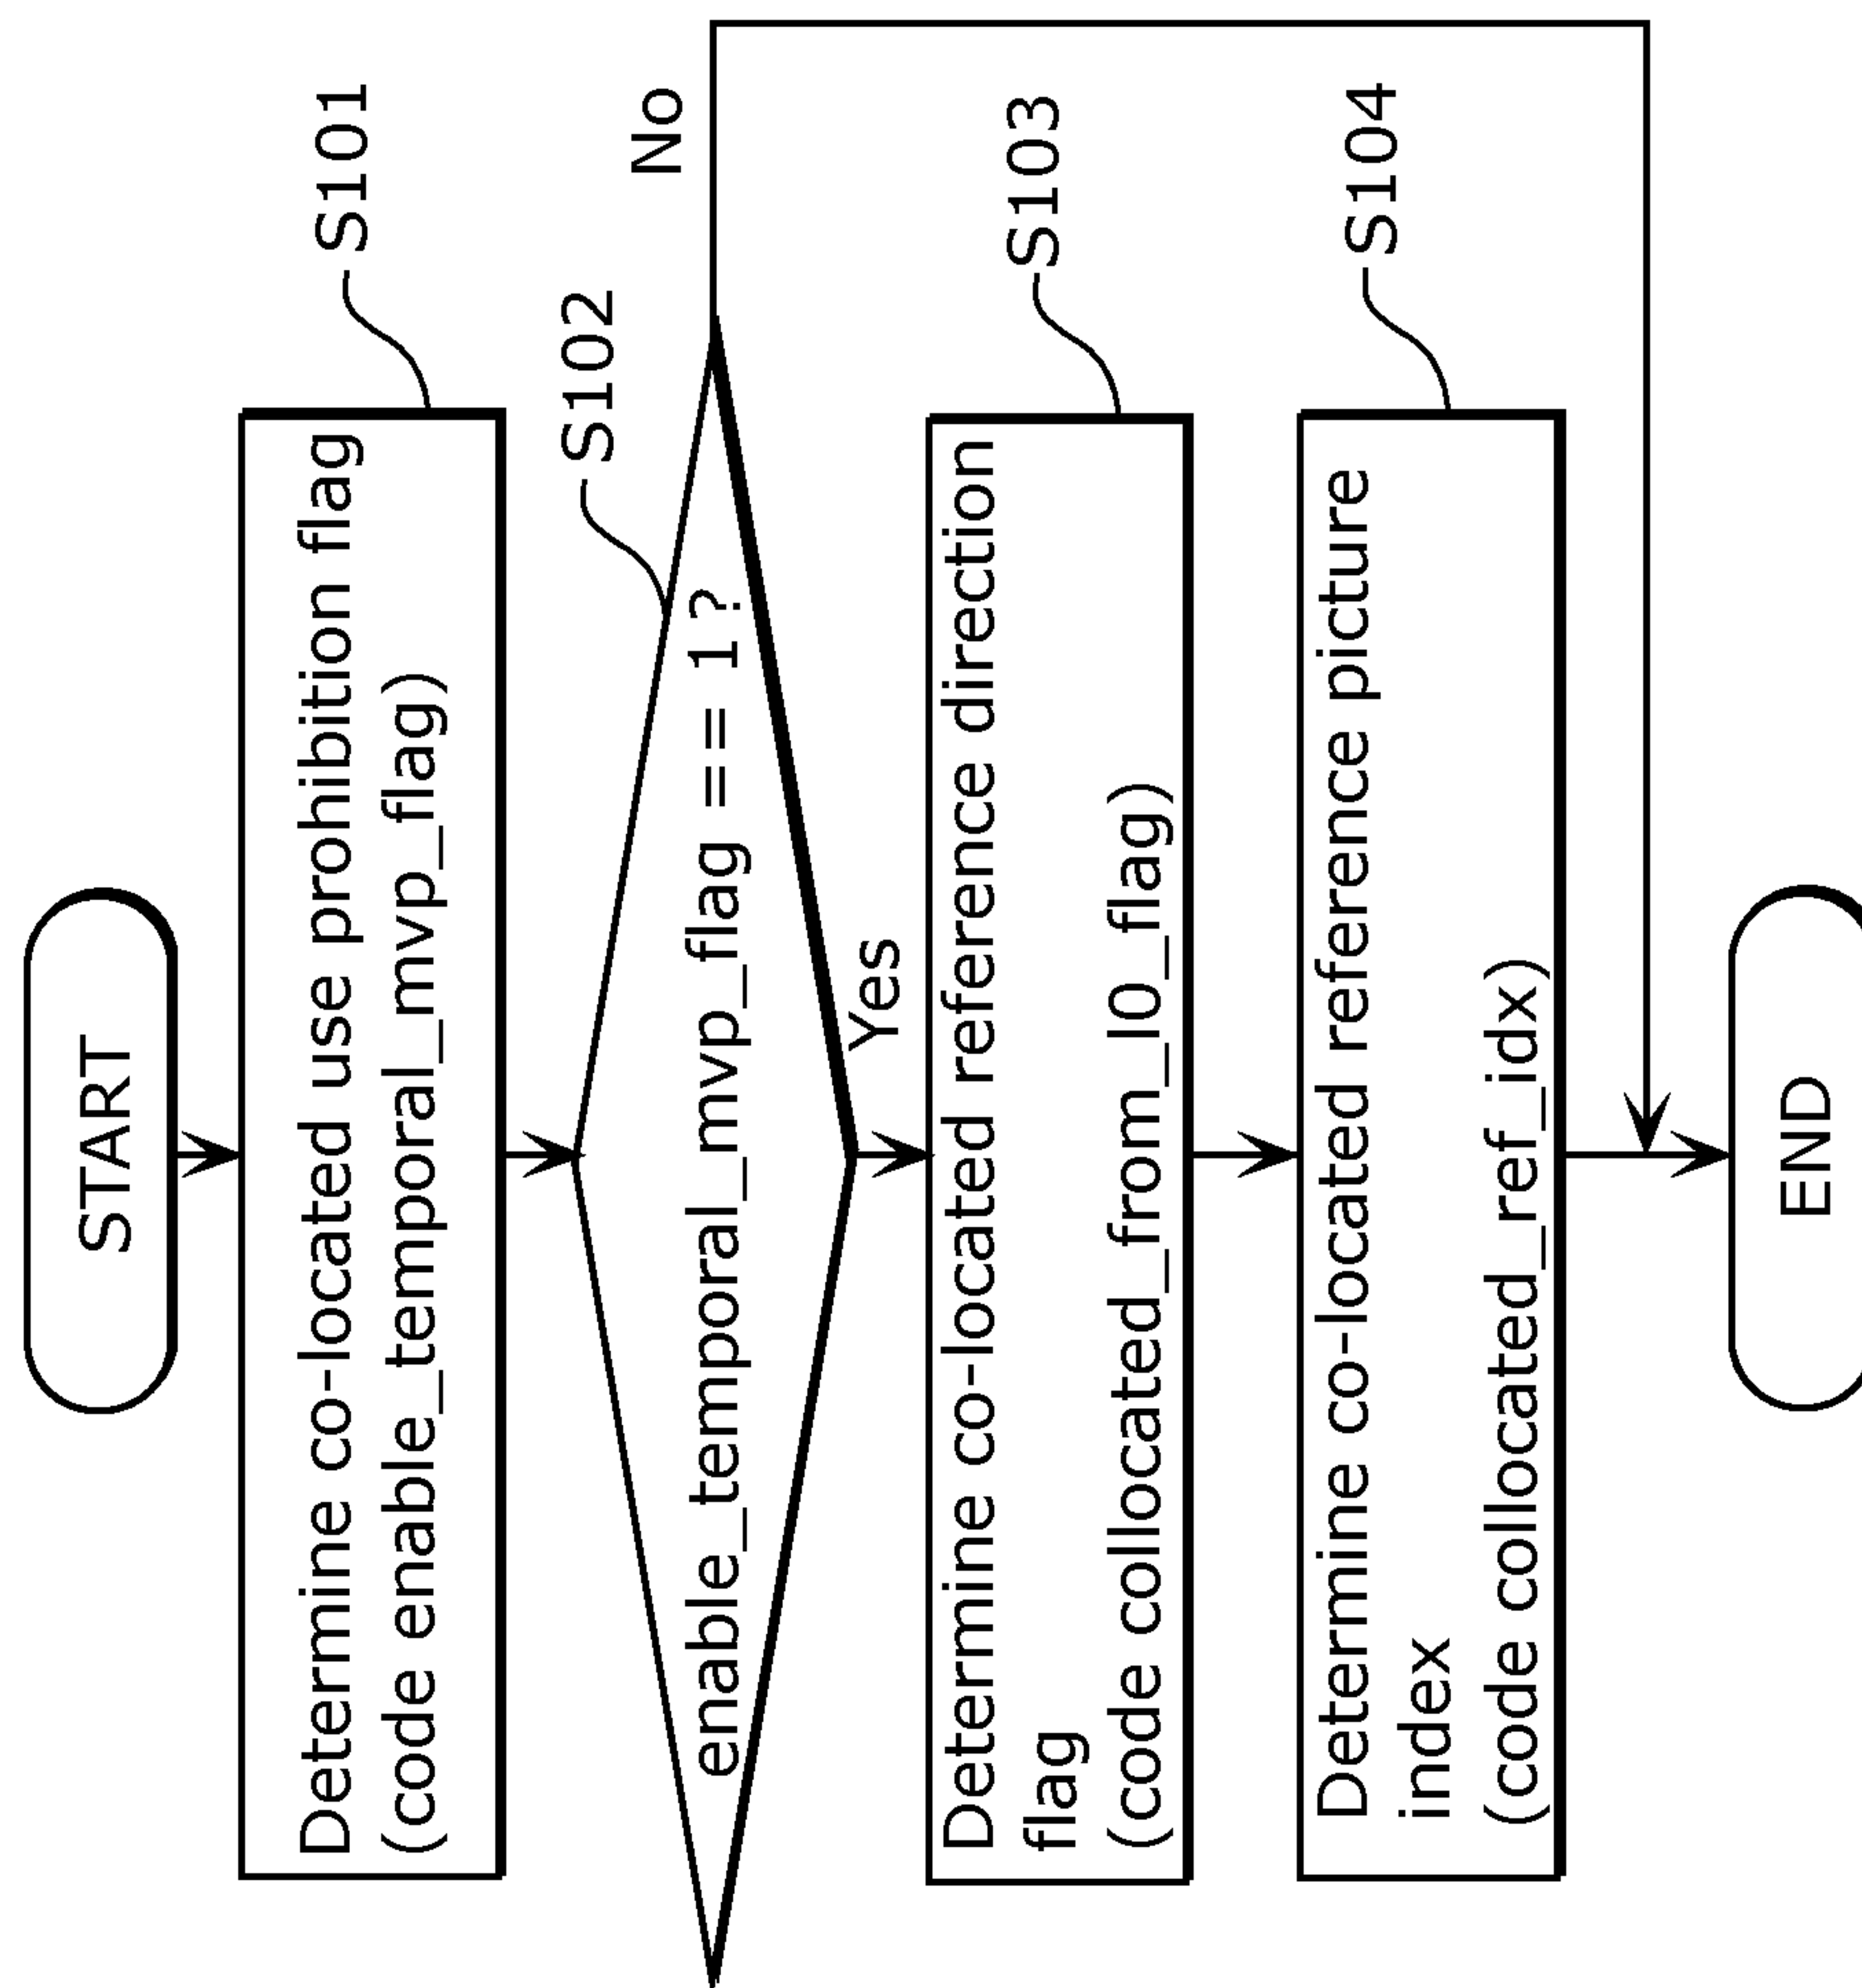 START
Determine co-located use prohibition flag
(code enable_temporal_mvp_flag)
S101
enable_temporal_mvp_flag == 1?
S102
No
Yes
Determine co-located reference direction
flag
(code collocated_from_l0_flag)
S103
Determine co-located reference picture
index
(code collocated_ref_idx)
S104
END